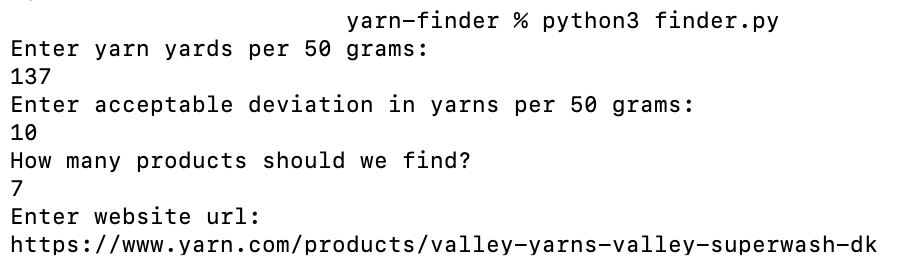 yarn-finder % python3 finder.py
Enter yarn yards per 50 grams:
137
Enter acceptable deviation in yarns per 50 grams:
10
How many products should we find?
7
Enter website url:
https://www.yarn.com/products/valley-yarns-valley-superwash-dk